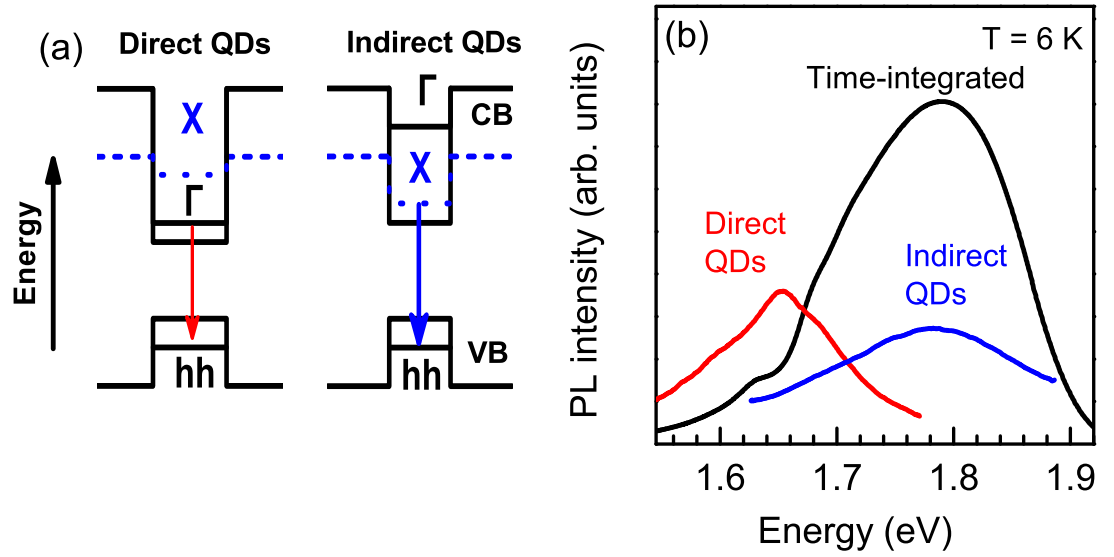 (a)
Direct QDs
Indirect QDs
X
Γ
hh
Γ
CB
X
VB
hh
Energy
(b)
T = 6 K
Time-integrated
Direct
QDs
Indirect
QDs
PL intensity (arb. units)
1.6 1.7 1.8 1.9
Energy (eV)